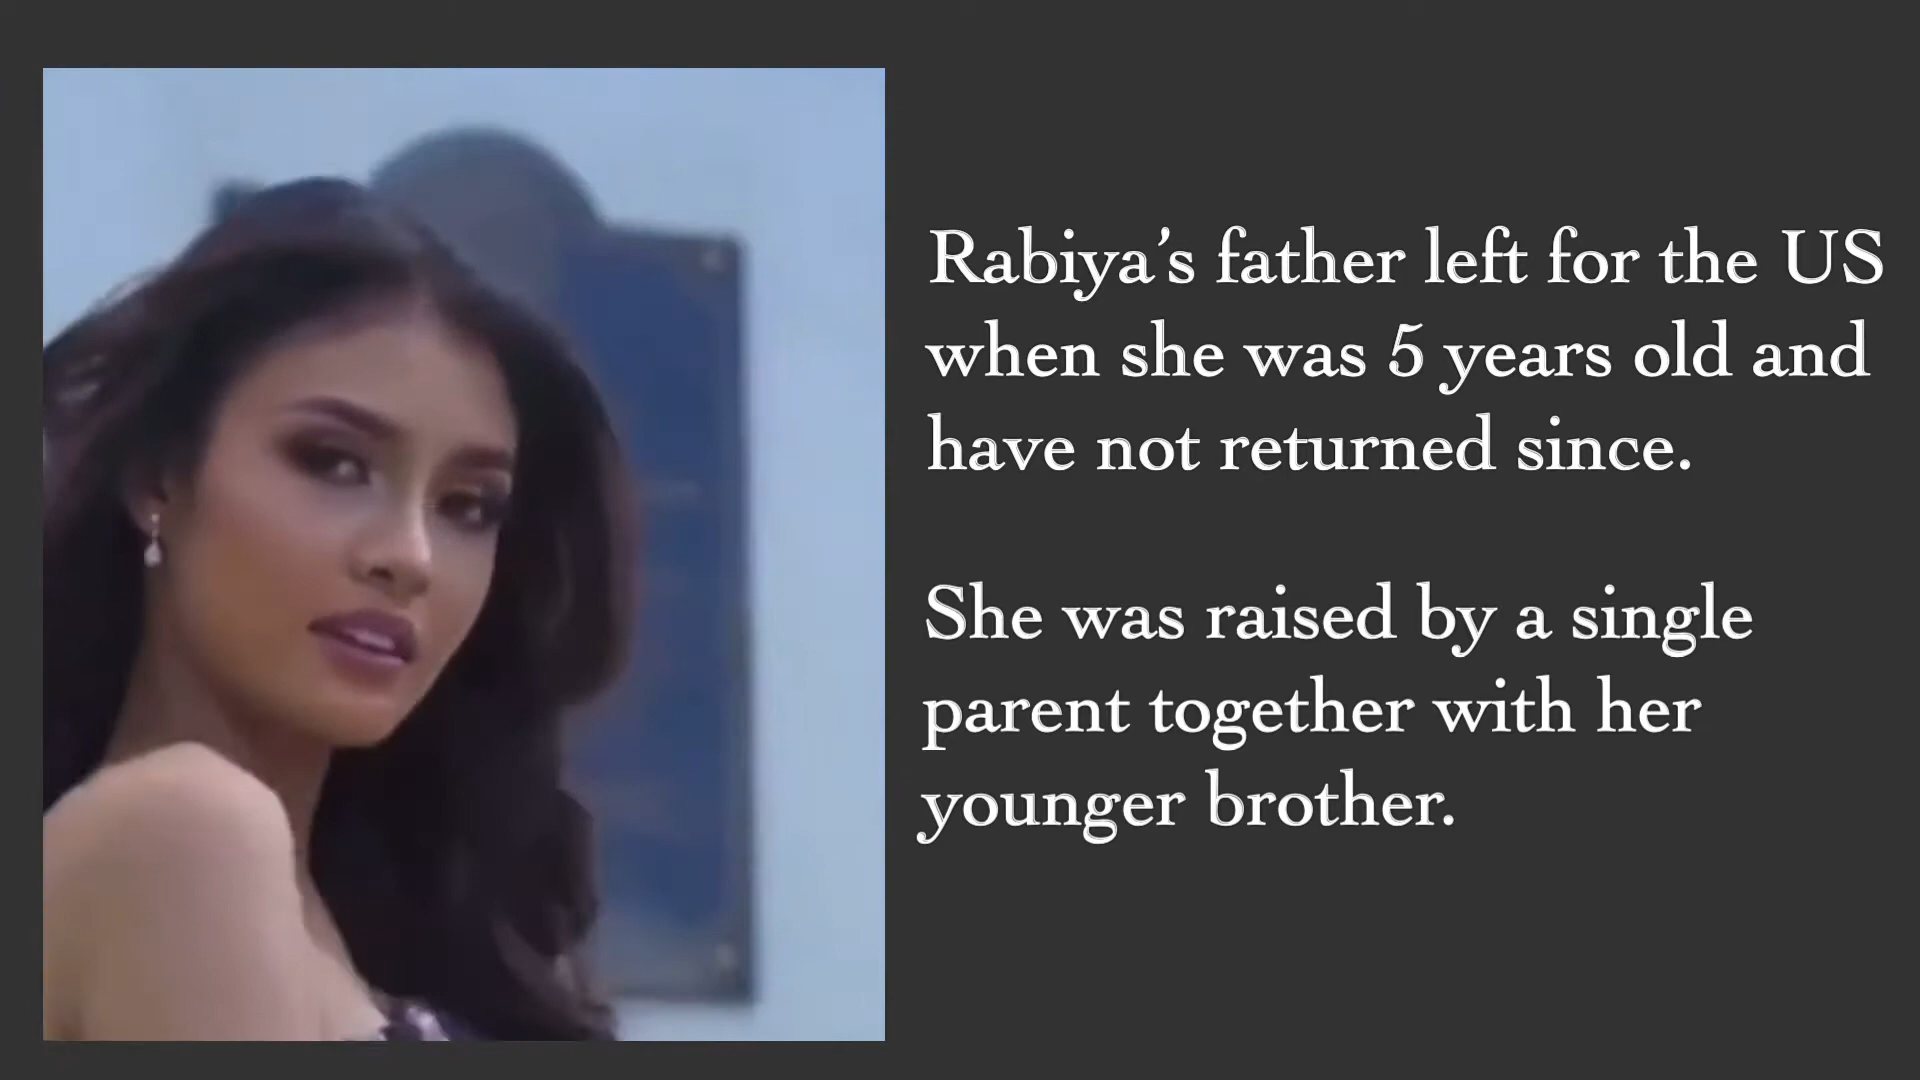 Rabiya’s father left for the US
when she was 5 years old and
have not returned since.
She was raised by a single
parent together with her
younger brother.